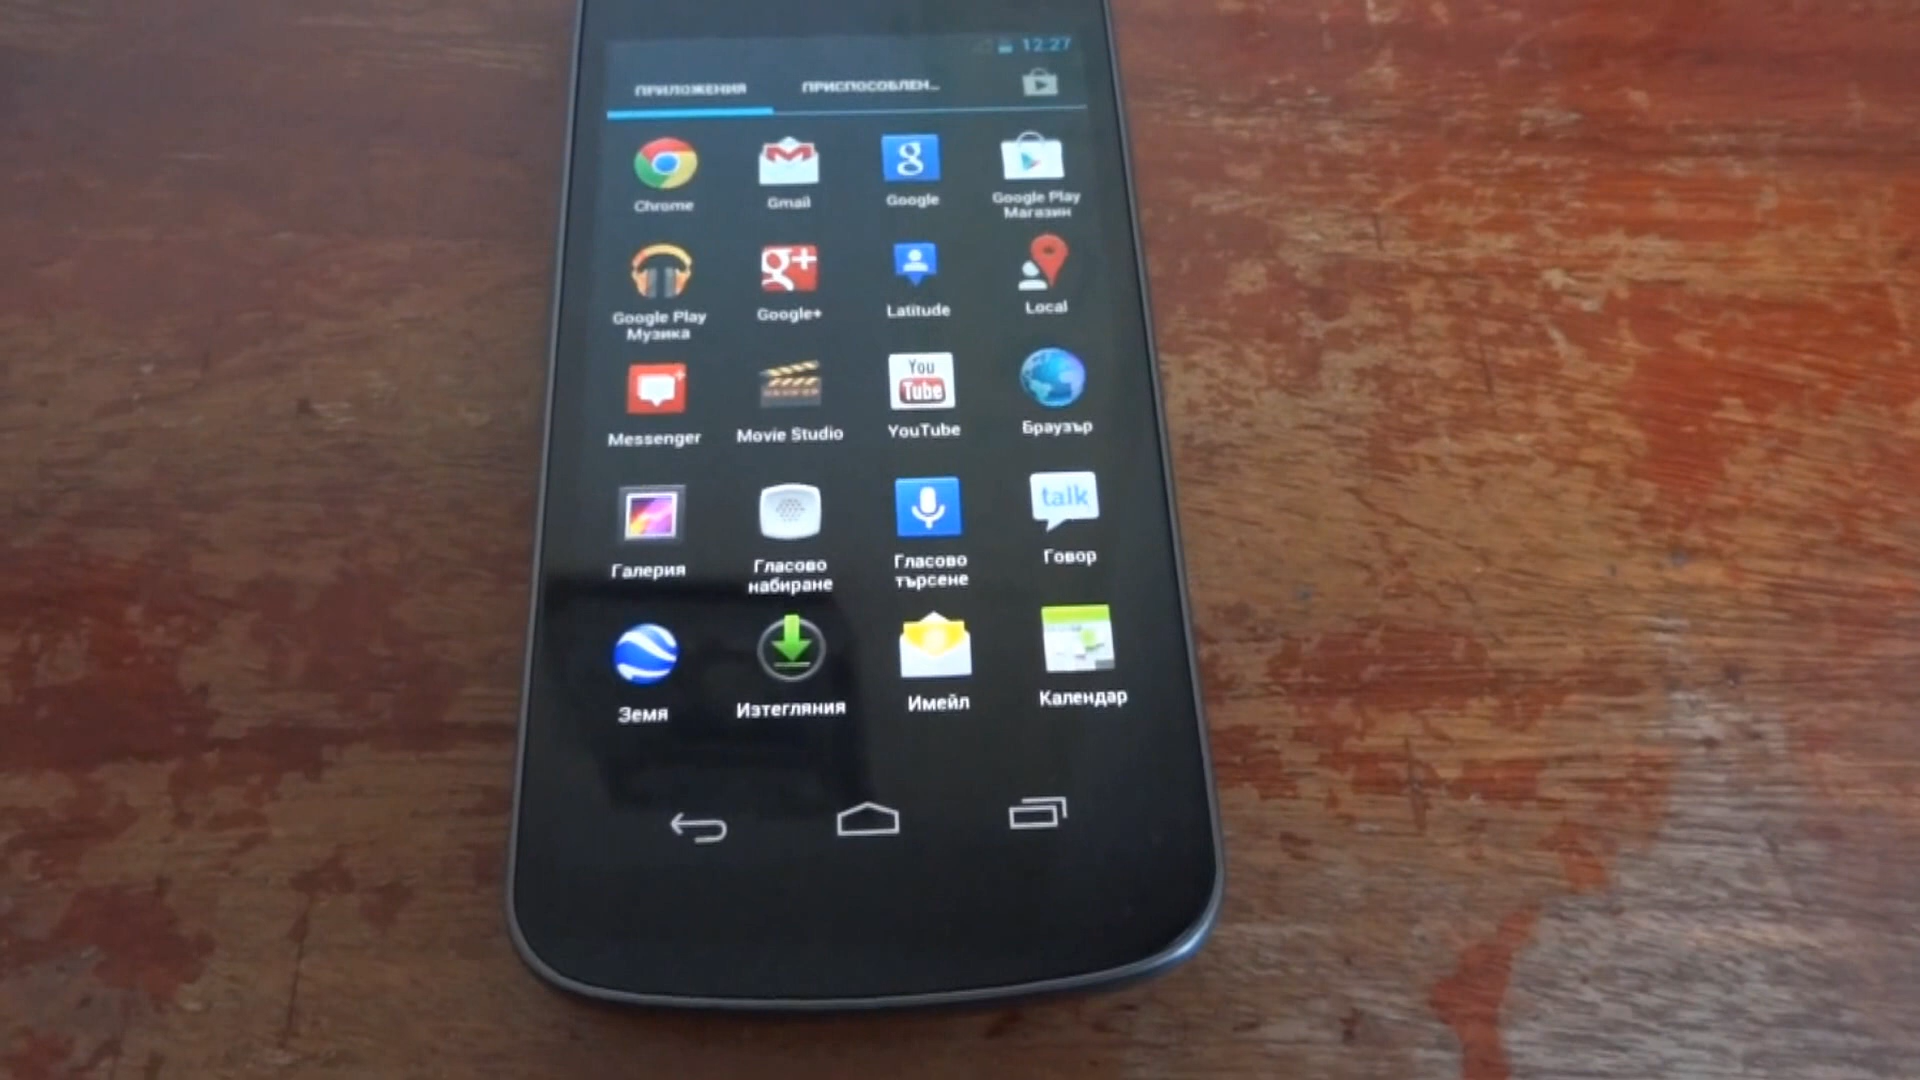 12:27
ПРИЛОЖЕНИЯ ПРИСПОСОБЛЕН...
Chrome Gmail Google Google Play
Магазин
Google Play Google+ Latitude Local
Музика
You
Tube
Messenger Movie Studio YouTube Браузър
talk
Галерия Гласово Гласово Говор
набиране търсене
Земя Изтегляния Имейл Календар